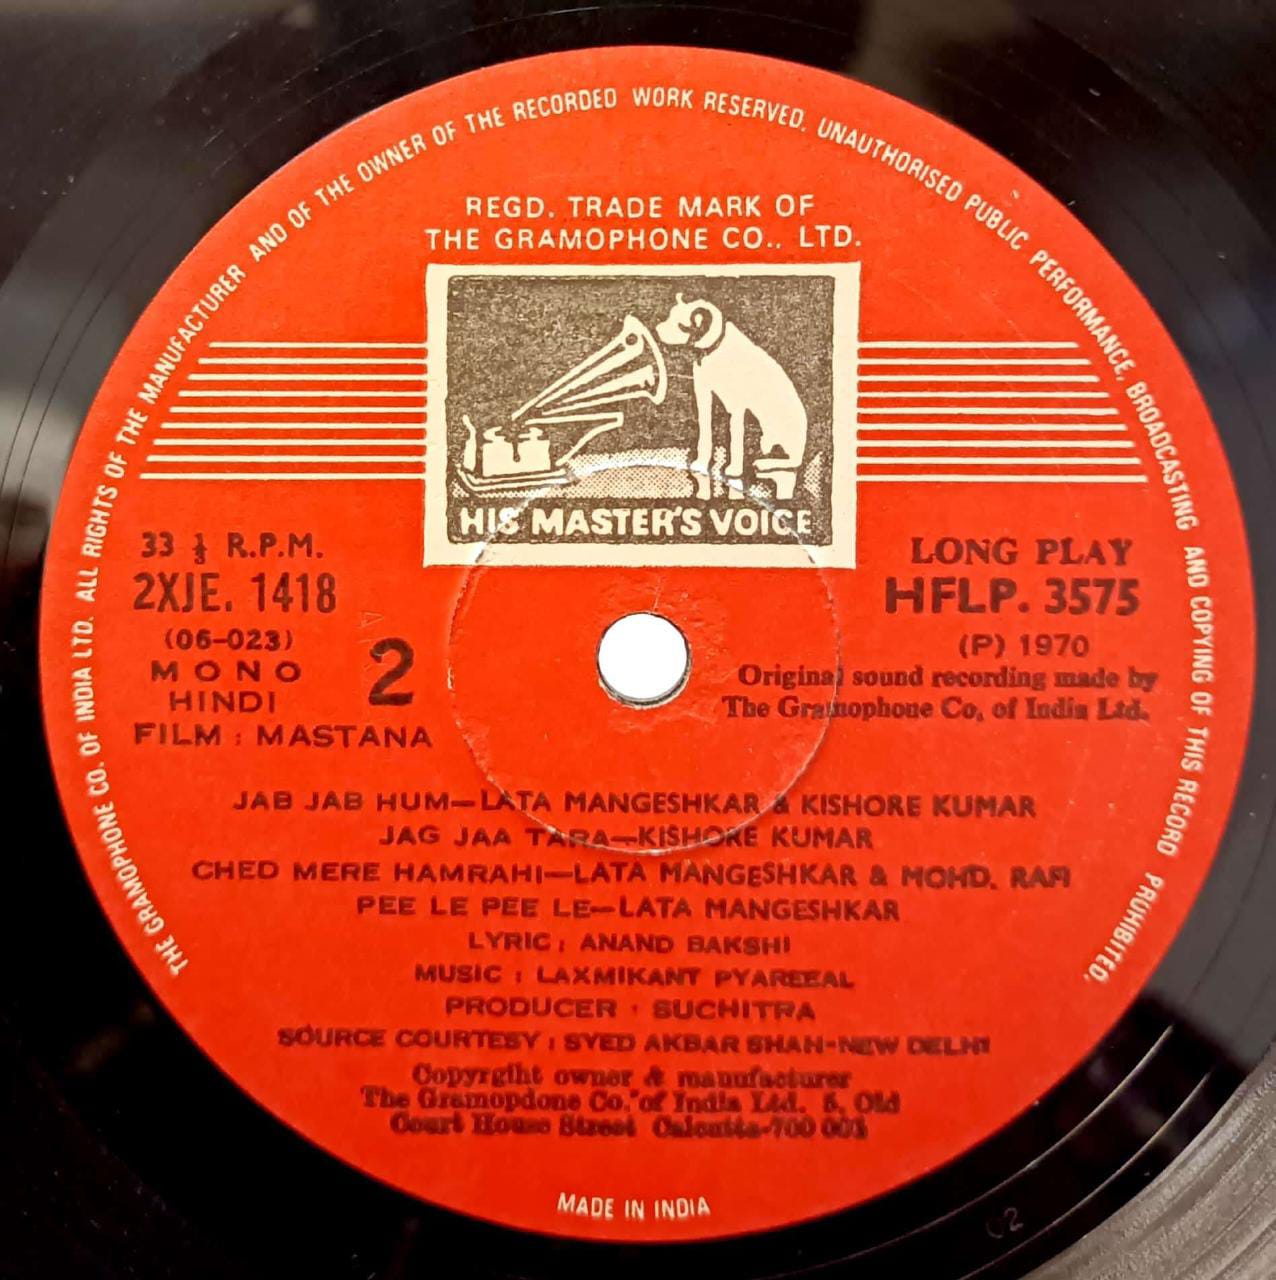 THE GRAMOPHONE CO. OF INDIA LTD. ALL RIGHTS OF THE MANUFACTURER AND OF THE OWNER OF THE RECORDED WORK RESERVED. UNAUTHORISED PUBLIC PERFORMANCE, BROADCASTING AND COPYING OF THIS RECORD PROHIBITED.
REGD. TRADE MARK OF
THE GRAMOPHONE CO., LTD.
HIS MASTER'S VOICE
33 1/3 R.P.M.
2XJE. 1418
(06-023)
MONO
HINDI
2
FILM : MASTANA
LONG PLAY
HFLP. 3575
(P) 1970
Original sound recording made by
The Gramophone Co, of India Ltd.
JAB JAB HUM—LATA MANGESHKAR & KISHORE KUMAR
JAG JAA TARA—KISHORE KUMAR
CHED MERE HAMRAHI—LATA MANGESHKAR & MOHD. RAFI
PEE LE PEE LE—LATA MANGESHKAR
LYRIC : ANAND BAKSHI
MUSIC : LAXMIKANT PYAREEAL
PRODUCER : SUCHITRA
SOURCE COURTESY : SYED AKBAR SHAH-NEW DELHI
Copyrgiht owner & manufacturer
The Gramopdone Co. of India Ltd. 5, Old
Court House Street Calcutta-700 001
MADE IN INDIA
02